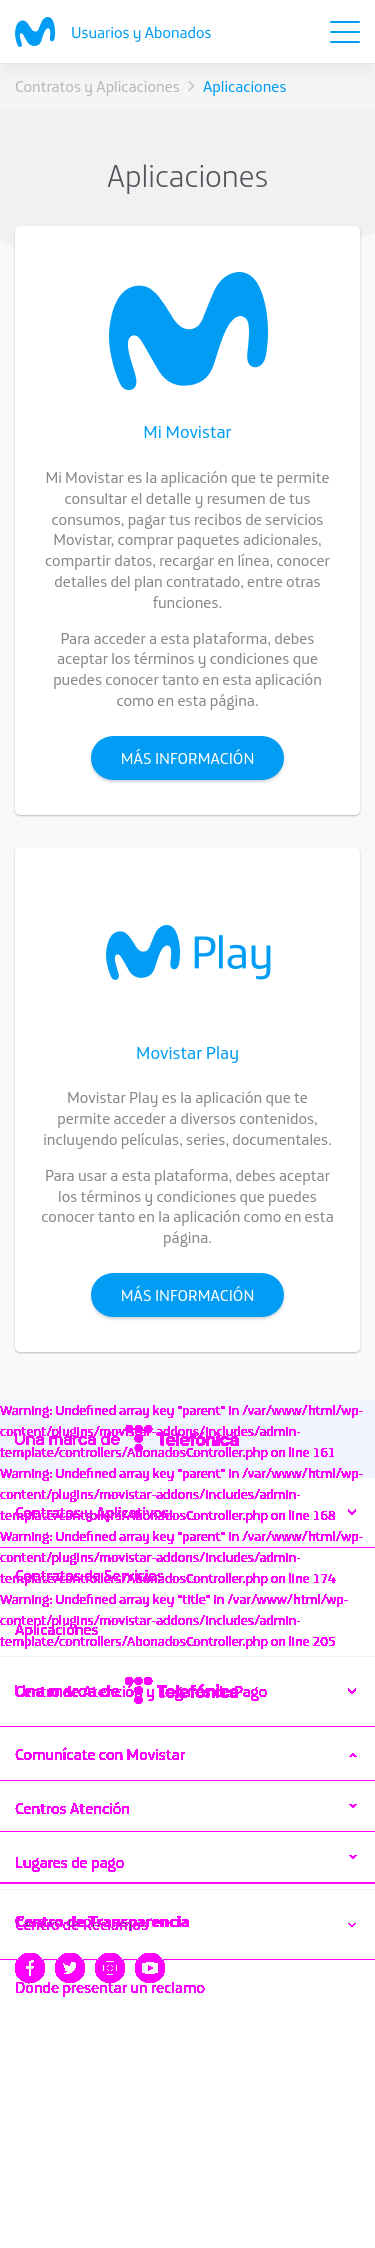 Usuarios y Abonados
Contratos y Aplicaciones > Aplicaciones
Aplicaciones
Mi Movistar
Mi Movistar es la aplicación que te permite
consultar el detalle y resumen de tus
consumos, pagar tus recibos de servicios
Movistar, comprar paquetes adicionales,
compartir datos, recargar en línea, conocer
detalles del plan contratado, entre otras
funciones.
Para acceder a esta plataforma, debes
aceptar los términos y condiciones que
puedes conocer tanto en esta aplicación
como en esta página.
MÁS INFORMACIÓN
Play
Movistar Play
Movistar Play es la aplicación que te
permite acceder a diversos contenidos,
incluyendo películas, series, documentales.
Para usar a esta plataforma, debes aceptar
los términos y condiciones que puedes
conocer tanto en la aplicación como en esta
página.
MÁS INFORMACIÓN
Warning: Undefined array key "parent" in /var/www/html/wp-
content/plugins/movistar-addons/includes/admin-
Una marca de Telefónica
template/controllers/AbonadosController.php on line 161
Warning: Undefined array key "parent" in /var/www/html/wp-
content/plugins/movistar-addons/includes/admin-
Contratos y Aplicativos
template/controllers/AbonadosController.php on line 168
Warning: Undefined array key "parent" in /var/www/html/wp-
content/plugins/movistar-addons/includes/admin-
Contratos de Servicios
template/controllers/AbonadosController.php on line 174
Warning: Undefined array key "title" in /var/www/html/wp-
content/plugins/movistar-addons/includes/admin-
Aplicaciones
template/controllers/AbonadosController.php on line 205
Una marca de Telefónica
Centro de Atención y Lugares de Pago
Comunícate con Movistar
Centros Atención
Lugares de pago
Centro de Transparencia
Centro de Reclamos
Dónde presentar un reclamo